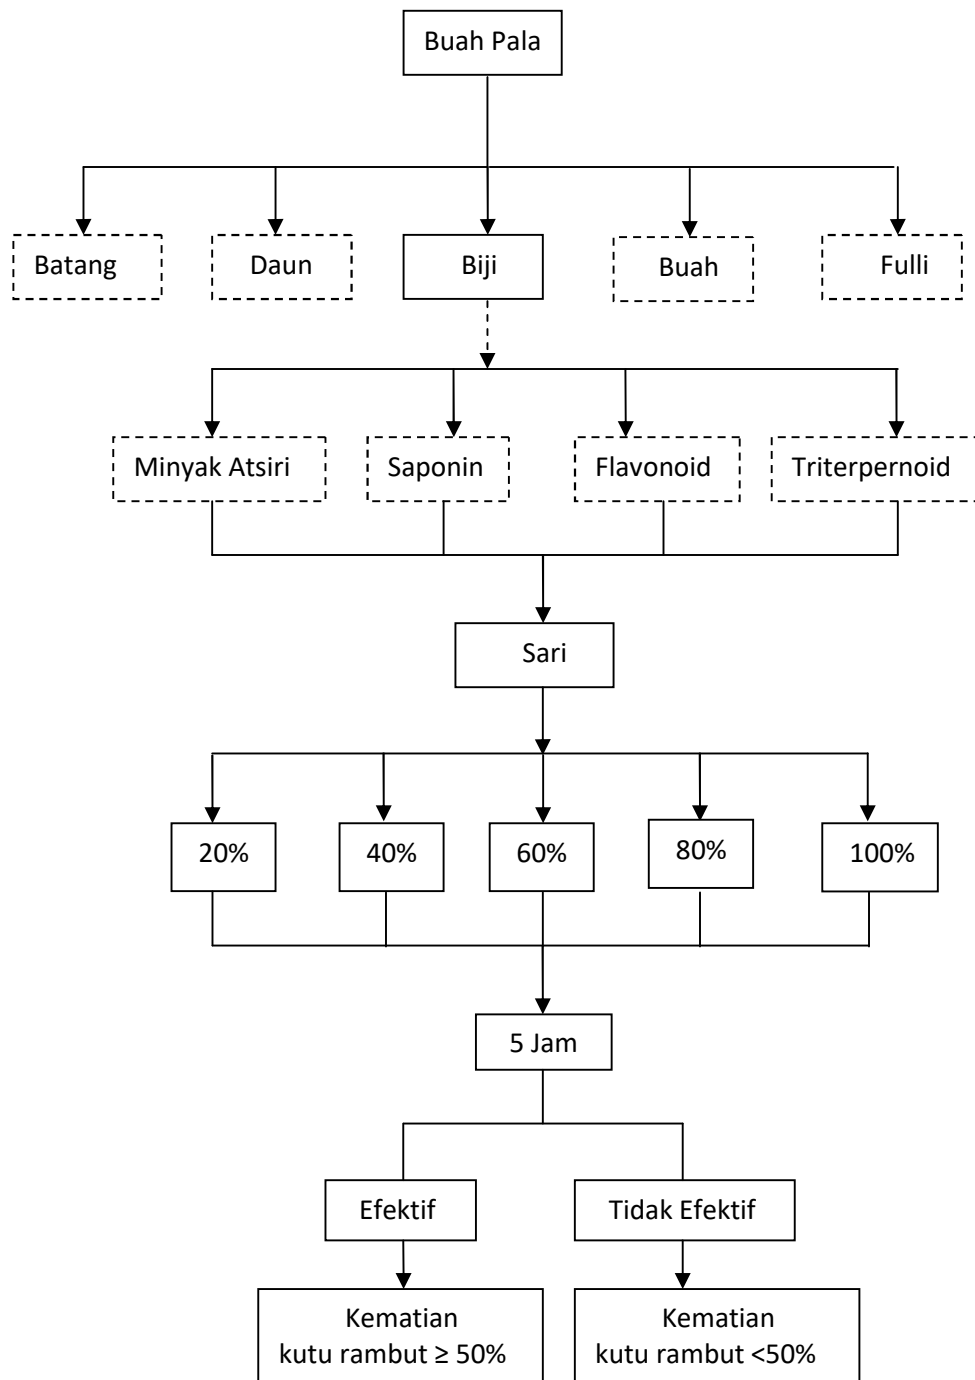 Buah Pala
Batang
Daun
Biji
Buah
Fulli
Minyak Atsiri
Saponin
Flavonoid
Triterpernoid
Sari
20%
40%
60%
80%
100%
5 Jam
Efektif
Tidak Efektif
Kematian
kutu rambut ≥ 50%
Kematian
kutu rambut <50%